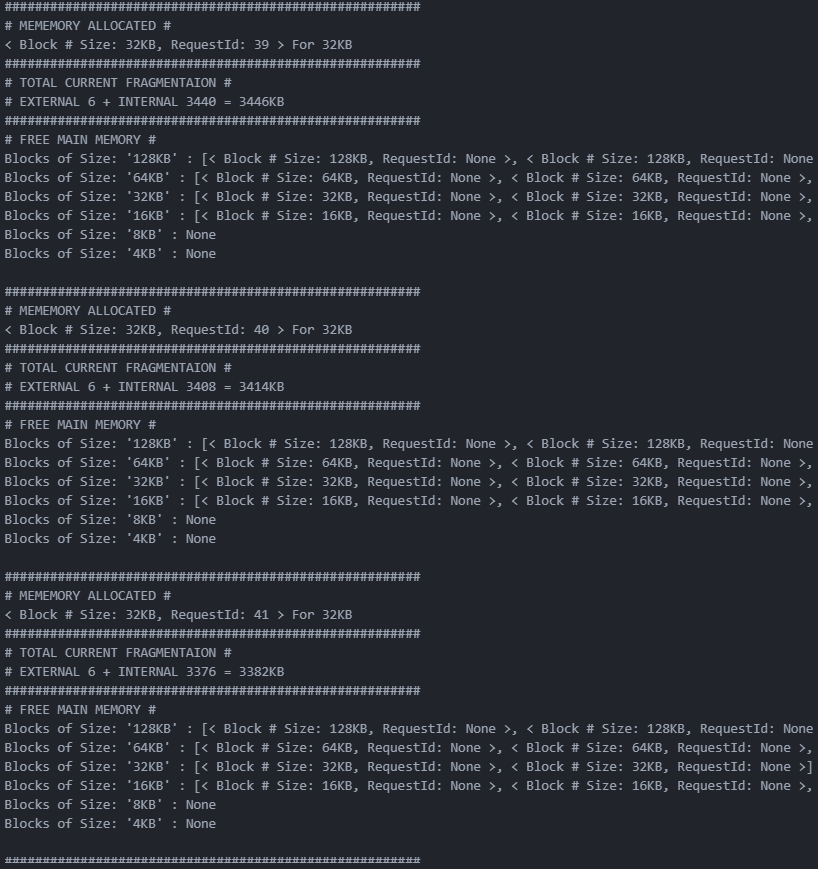 #######################################################
# MEMEMORY ALLOCATED #
< Block # Size: 32KB, RequestId: 39 > For 32KB
#######################################################
# TOTAL CURRENT FRAGMENTAION #
# EXTERNAL 6 + INTERNAL 3440 = 3446KB
#######################################################
# FREE MAIN MEMORY #
Blocks of Size: '128KB' : [< Block # Size: 128KB, RequestId: None >, < Block # Size: 128KB, RequestId: None
Blocks of Size: '64KB' : [< Block # Size: 64KB, RequestId: None >, < Block # Size: 64KB, RequestId: None >,
Blocks of Size: '32KB' : [< Block # Size: 32KB, RequestId: None >, < Block # Size: 32KB, RequestId: None >,
Blocks of Size: '16KB' : [< Block # Size: 16KB, RequestId: None >, < Block # Size: 16KB, RequestId: None >,
Blocks of Size: '8KB' : None
Blocks of Size: '4KB' : None

#######################################################
# MEMEMORY ALLOCATED #
< Block # Size: 32KB, RequestId: 40 > For 32KB
#######################################################
# TOTAL CURRENT FRAGMENTAION #
# EXTERNAL 6 + INTERNAL 3408 = 3414KB
#######################################################
# FREE MAIN MEMORY #
Blocks of Size: '128KB' : [< Block # Size: 128KB, RequestId: None >, < Block # Size: 128KB, RequestId: None
Blocks of Size: '64KB' : [< Block # Size: 64KB, RequestId: None >, < Block # Size: 64KB, RequestId: None >,
Blocks of Size: '32KB' : [< Block # Size: 32KB, RequestId: None >, < Block # Size: 32KB, RequestId: None >,
Blocks of Size: '16KB' : [< Block # Size: 16KB, RequestId: None >, < Block # Size: 16KB, RequestId: None >,
Blocks of Size: '8KB' : None
Blocks of Size: '4KB' : None

#######################################################
# MEMEMORY ALLOCATED #
< Block # Size: 32KB, RequestId: 41 > For 32KB
#######################################################
# TOTAL CURRENT FRAGMENTAION #
# EXTERNAL 6 + INTERNAL 3376 = 3382KB
#######################################################
# FREE MAIN MEMORY #
Blocks of Size: '128KB' : [< Block # Size: 128KB, RequestId: None >, < Block # Size: 128KB, RequestId: None
Blocks of Size: '64KB' : [< Block # Size: 64KB, RequestId: None >, < Block # Size: 64KB, RequestId: None >,
Blocks of Size: '32KB' : [< Block # Size: 32KB, RequestId: None >, < Block # Size: 32KB, RequestId: None >]
Blocks of Size: '16KB' : [< Block # Size: 16KB, RequestId: None >, < Block # Size: 16KB, RequestId: None >,
Blocks of Size: '8KB' : None
Blocks of Size: '4KB' : None

#######################################################